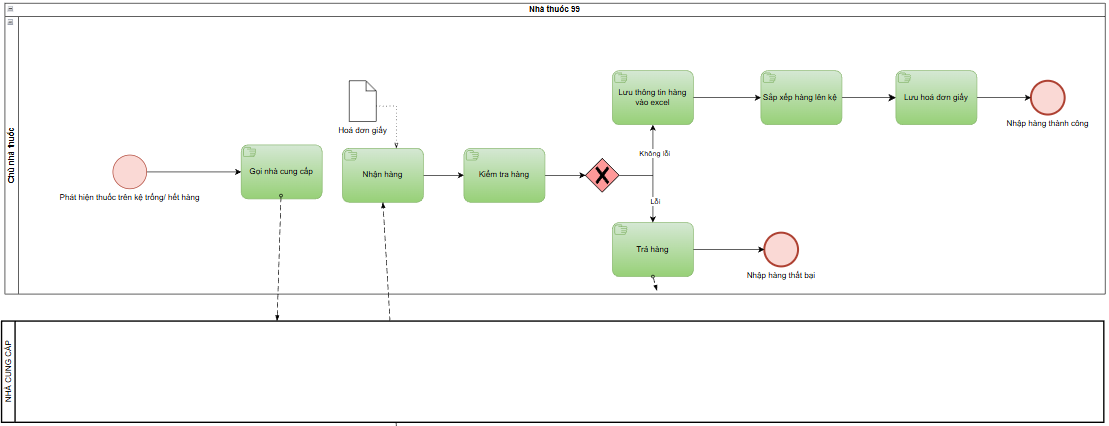 Nhà thuốc 99
Chủ nhà thuốc
Phát hiện thuốc trên kệ trống/ hết hàng
Gọi nhà cung cấp
Hoá đơn giấy
Nhận hàng
Kiểm tra hàng
Không lỗi
Lỗi
Lưu thông tin hàng
vào excel
Sắp xếp hàng lên kệ
Lưu hoá đơn giấy
Nhập hàng thành công
Trả hàng
Nhập hàng thất bại
NHÀ CUNG CẤP